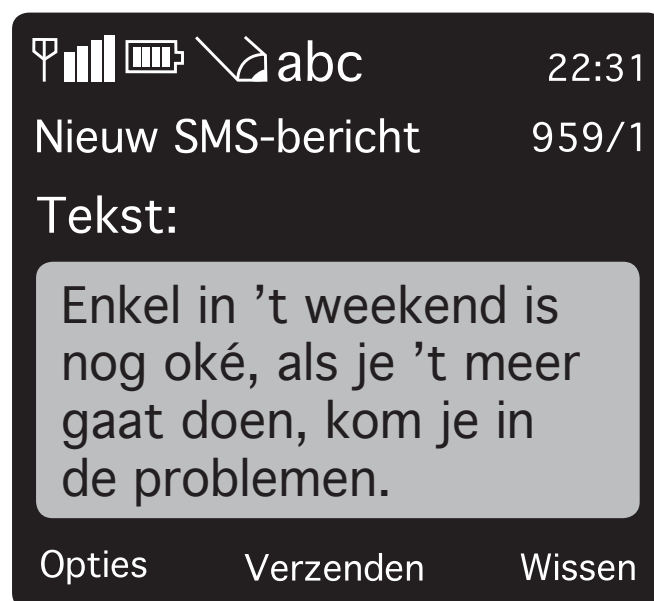 abc 22:31
Nieuw SMS-bericht 959/1
Tekst:
Enkel in ’t weekend is
nog oké, als je ’t meer
gaat doen, kom je in
de problemen.
Opties Verzenden Wissen